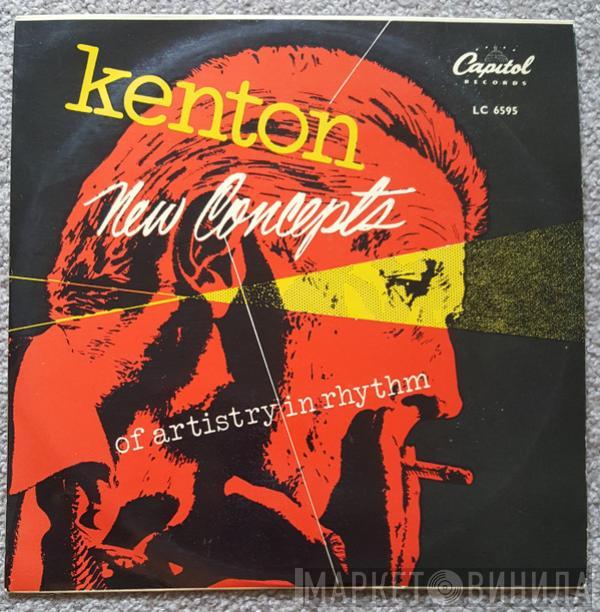 kenton
Capitol
RECORDS
LC 6595
New Concepts
of artistry in rhythm
МАРКЕТ ВИНИЛА